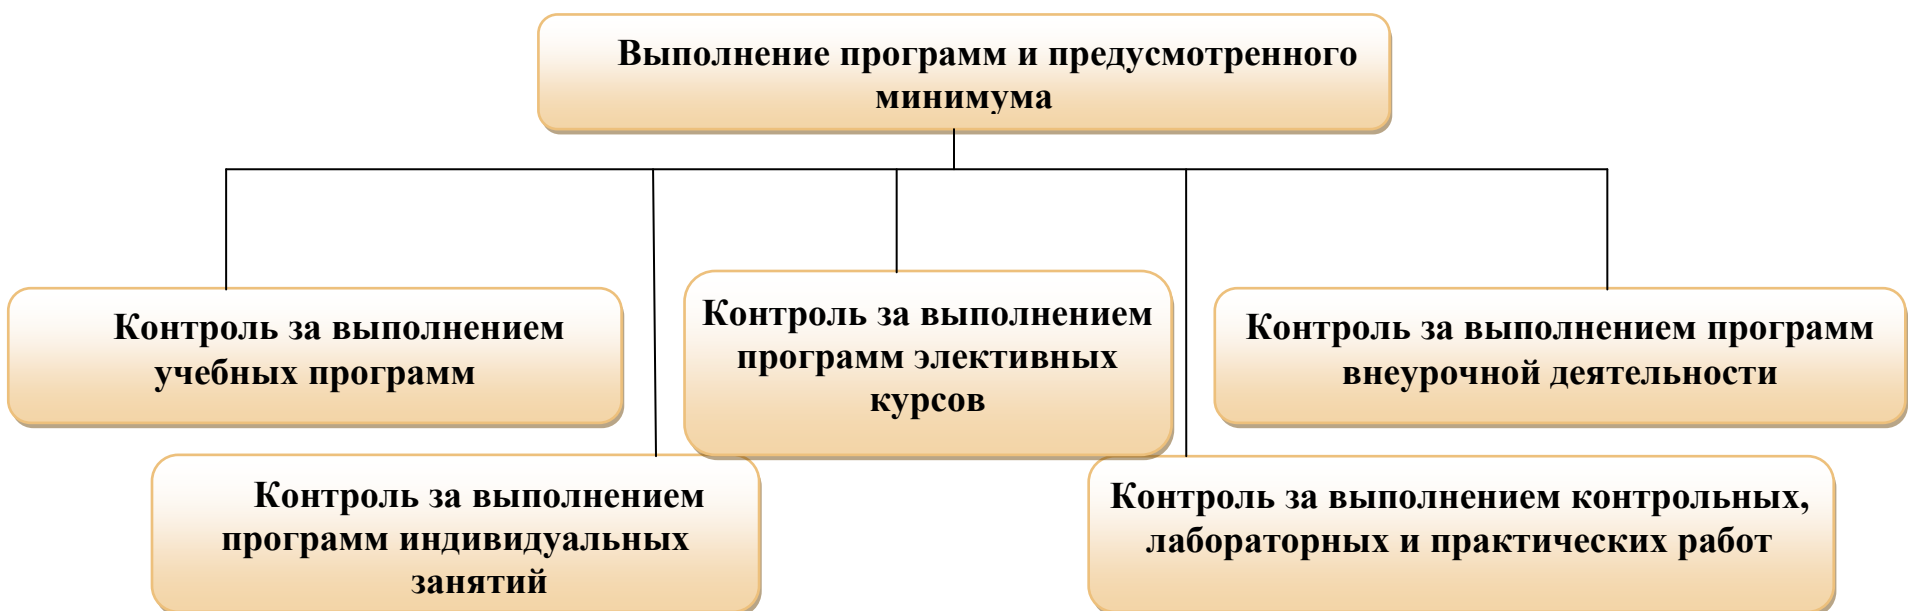 Выполнение программ и предусмотренного
минимума
Контроль за выполнением
учебных программ
Контроль за выполнением
программ элективных
курсов
Контроль за выполнением программ
внеурочной деятельности
Контроль за выполнением
программ индивидуальных
занятий
Контроль за выполнением контрольных,
лабораторных и практических работ